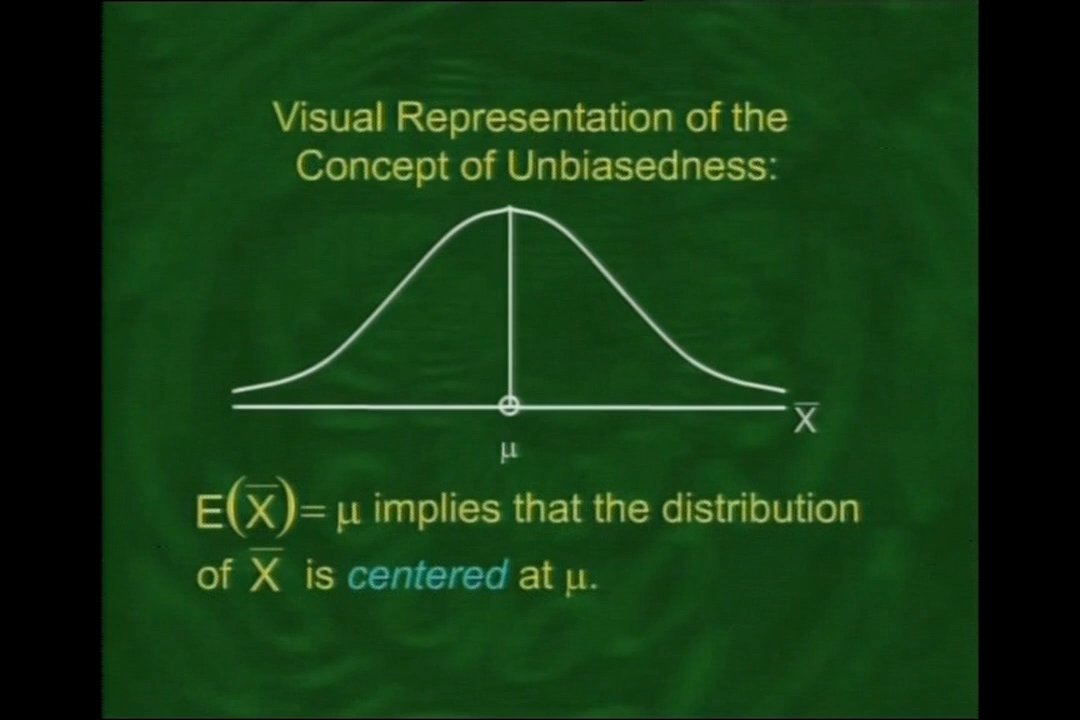 Visual Representation of the
Concept of Unbiasedness:
X̅
μ
E(X̅) = μ implies that the distribution
of X̅ is centered at μ.